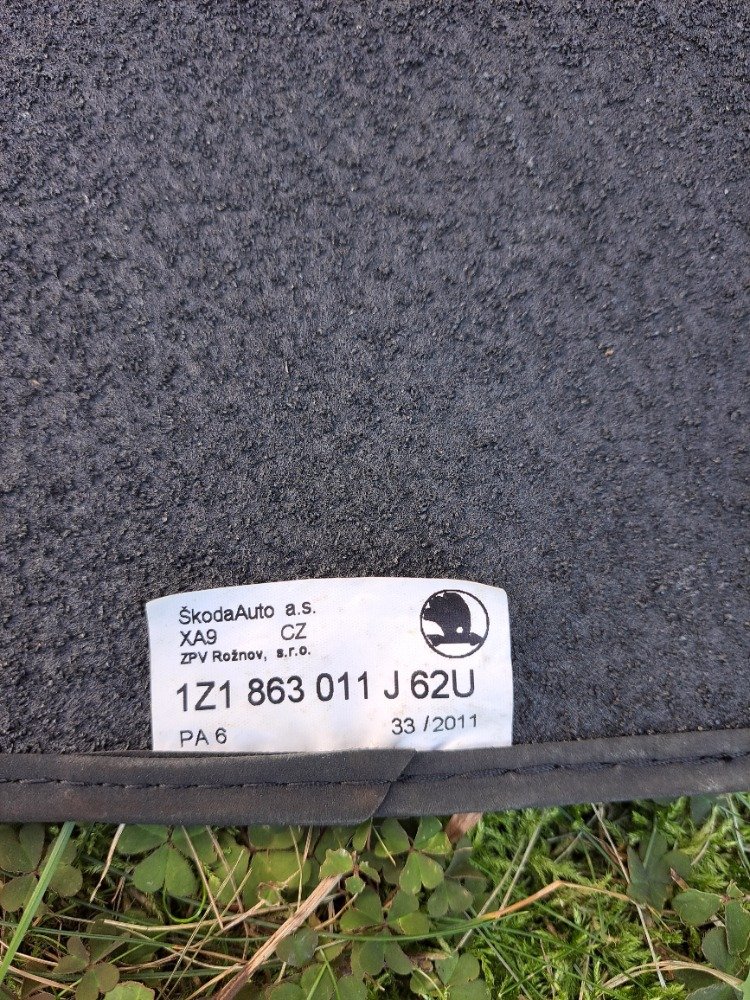 ŠkodaAuto a.s.
XA9 CZ
ZPV Rožnov, s.r.o.
1Z1 863 011 J 62U
PA 6 33/2011